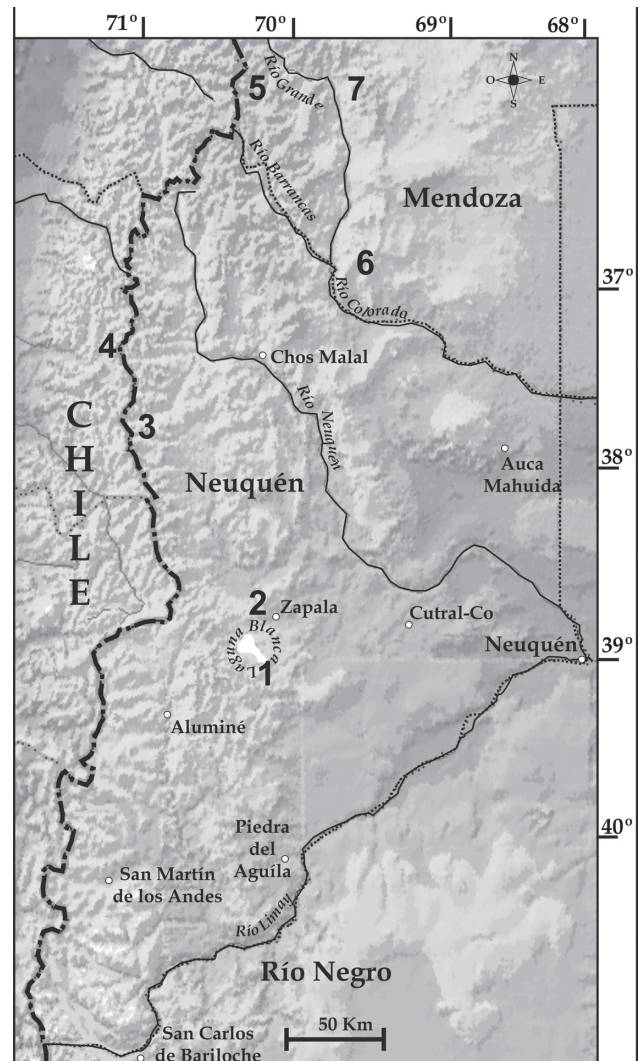 71º 70º 69º 68º
N
O E
S
5
7
Río Grande
Río Barrancas
Mendoza
6
37º
Río Colorado
4
Chos Malal
CHILE
3
Río Neuquén
38º
Auca
Mahuida
Neuquén
2
Zapala
Cutral-Co
Laguna Blanca
1
Neuquén
39º
Aluminé
40º
Piedra
del
Aguíla
San Martín
de los Andes
Río Limay
Río Negro
50 Km
San Carlos
de Bariloche